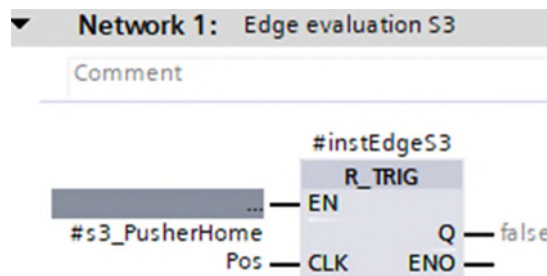 Network 1: Edge evaluation S3
Comment
#instEdgeS3
R_TRIG
... EN
#s3_PusherHome Q false
Pos CLK ENO